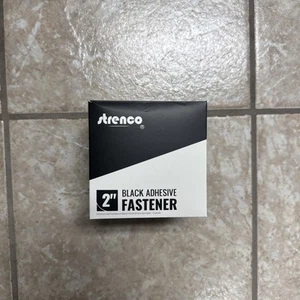 strenco®
2"
BLACK ADHESIVE
FASTENER